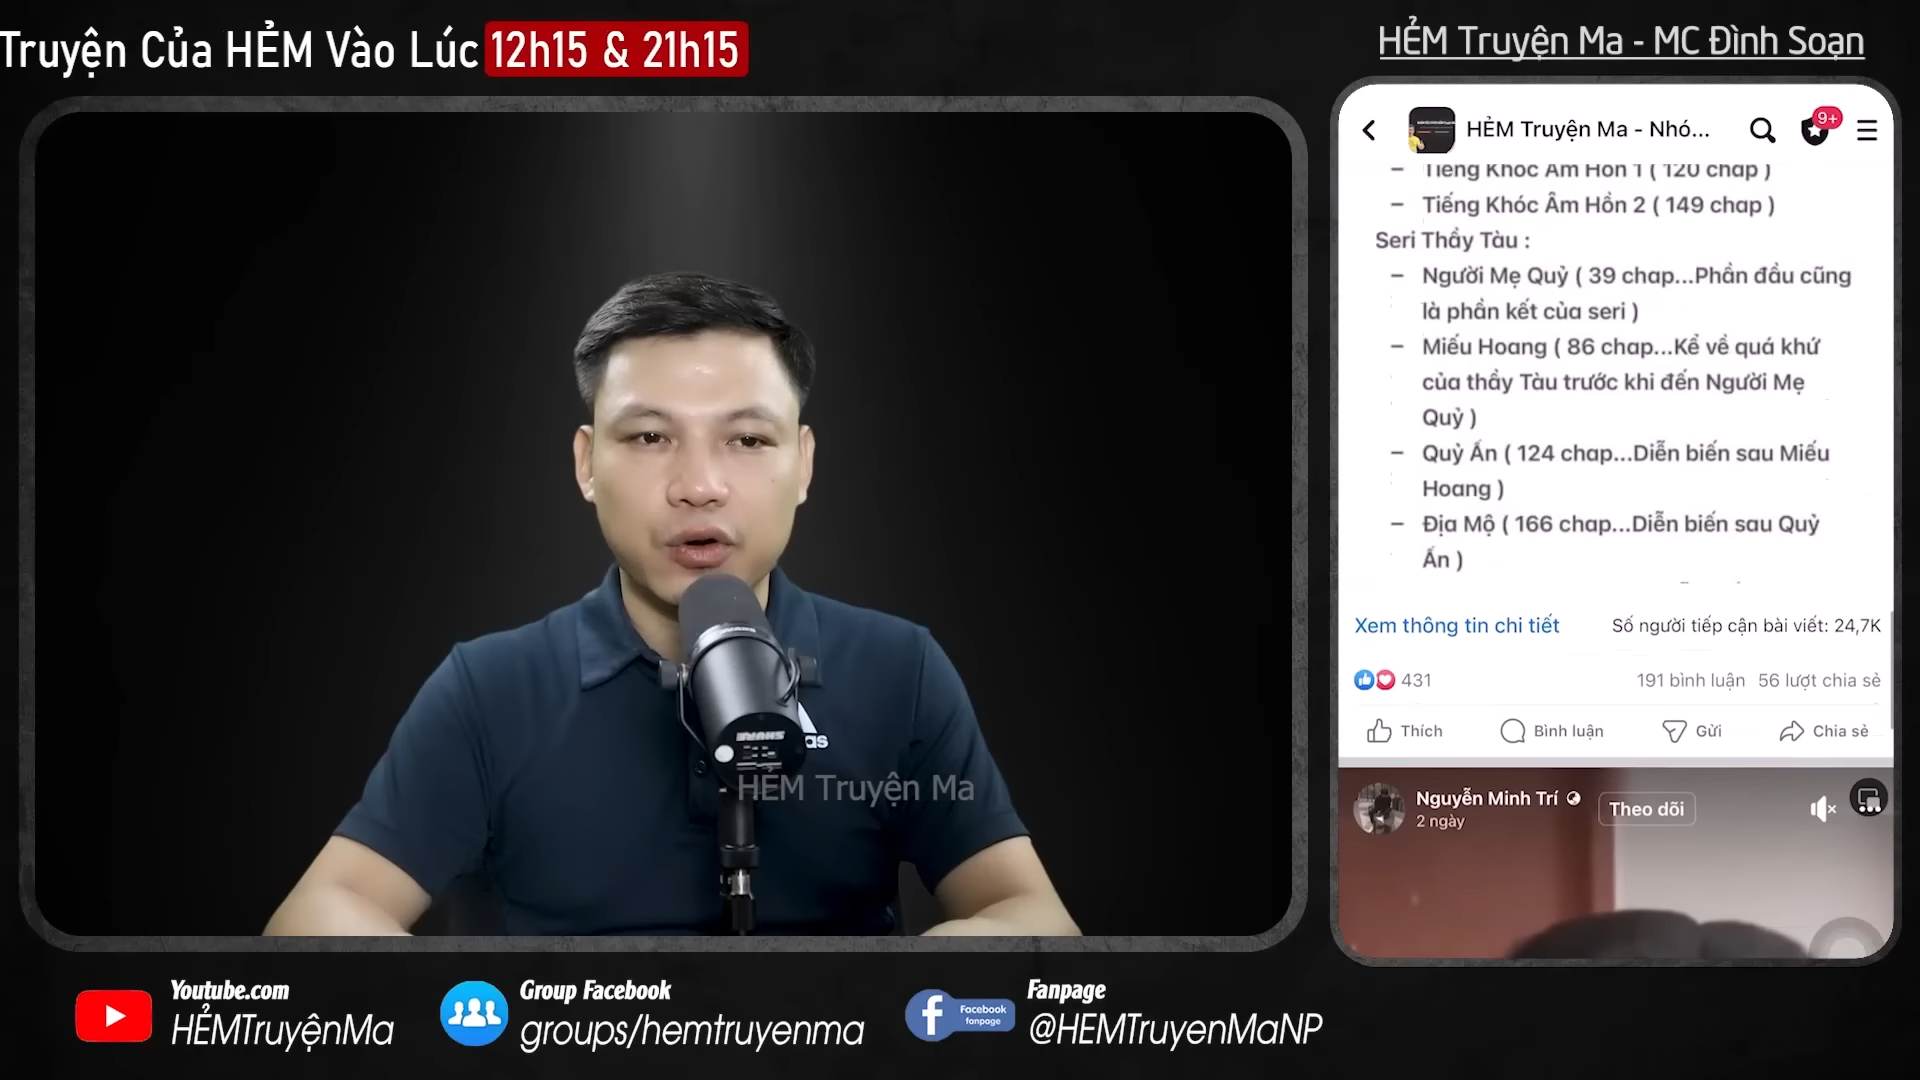 Truyện Của HẺM Vào Lúc 12h15 & 21h15
HẺM Truyện Ma - MC Đình Soạn
HẺM Truyện Ma - Nhó...
9+
– Tiếng Khóc Âm Hồn 1 ( 120 chap )
– Tiếng Khóc Âm Hồn 2 ( 149 chap )
Seri Thầy Tàu :
– Người Mẹ Quỷ ( 39 chap...Phần đầu cũng
là phần kết của seri )
– Miếu Hoang ( 86 chap...Kể về quá khứ
của thầy Tàu trước khi đến Người Mẹ
Quỷ )
– Quỷ Ấn ( 124 chap...Diễn biến sau Miếu
Hoang )
– Địa Mộ ( 166 chap...Diễn biến sau Quỷ
Ấn )
Xem thông tin chi tiết
Số người tiếp cận bài viết: 24,7K
431
191 bình luận 56 lượt chia sẻ
Thích
Bình luận
Gửi
Chia sẻ
Nguyễn Minh Trí
Theo dõi
2 ngày
SHURE
as
- HẺM Truyện Ma
Youtube.com
HẺMTruyệnMa
Group Facebook
groups/hemtruyenma
Facebook
fanpage
Fanpage
@HEMTruyenMaNP